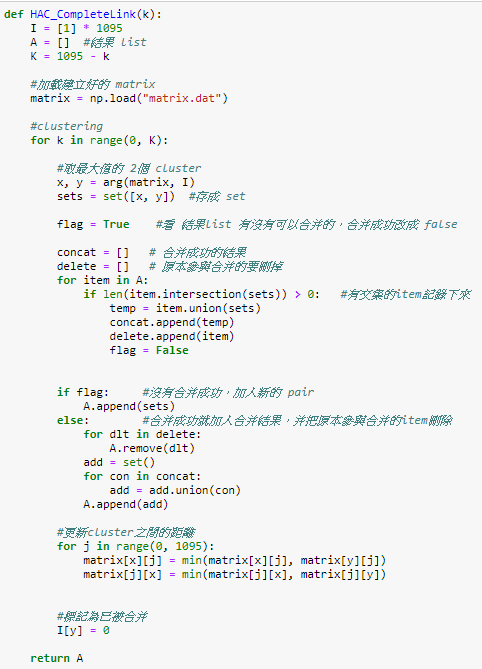 def HAC_CompleteLink(k):
    I = [1] * 1095
    A = []  #結果 list
    K = 1095 - k

    #加載建立好的 matrix
    matrix = np.load("matrix.dat")

    #clustering
    for k in range(0, K):

        #取最大值的 2個 cluster
        x, y = arg(matrix, I)
        sets = set([x, y])  #存成 set

        flag = True    #看 結果list 有沒有可以合并的，合并成功改成 false

        concat = []   # 合并成功的結果
        delete = []   # 原本參與合并的要刪掉
        for item in A:
            if len(item.intersection(sets)) > 0:   #有交集的item記錄下來
                temp = item.union(sets)
                concat.append(temp)
                delete.append(item)
                flag = False

        if flag:     #沒有合并成功，加入新的 pair
            A.append(sets)
        else:        #合并成功就加入合并結果，并把原本參與合并的item刪除
            for dlt in delete:
                A.remove(dlt)
            add = set()
            for con in concat:
                add = add.union(con)
            A.append(add)

        #更新cluster之間的距離
        for j in range(0, 1095):
            matrix[x][j] = min(matrix[x][j], matrix[y][j])
            matrix[j][x] = min(matrix[j][x], matrix[j][y])

        #標記為已被合并
        I[y] = 0

    return A